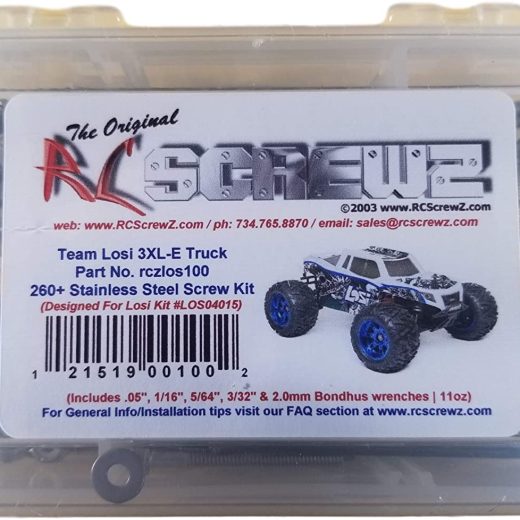 The Original
RC SCREWZ
©2003 www.RCScrewZ.com
web: www.RCScrewZ.com / ph: 734.765.8870 / email: sales@rcscrewz.com
Team Losi 3XL-E Truck
Part No. rczlos100
260+ Stainless Steel Screw Kit
(Designed For Losi Kit #LOS04015)
LOSI
1 21519 00100 2
(Includes .05", 1/16", 5/64", 3/32" & 2.0mm Bondhus wrenches | 11oz)
For General Info/Installation tips visit our FAQ section at www.rcscrewz.com